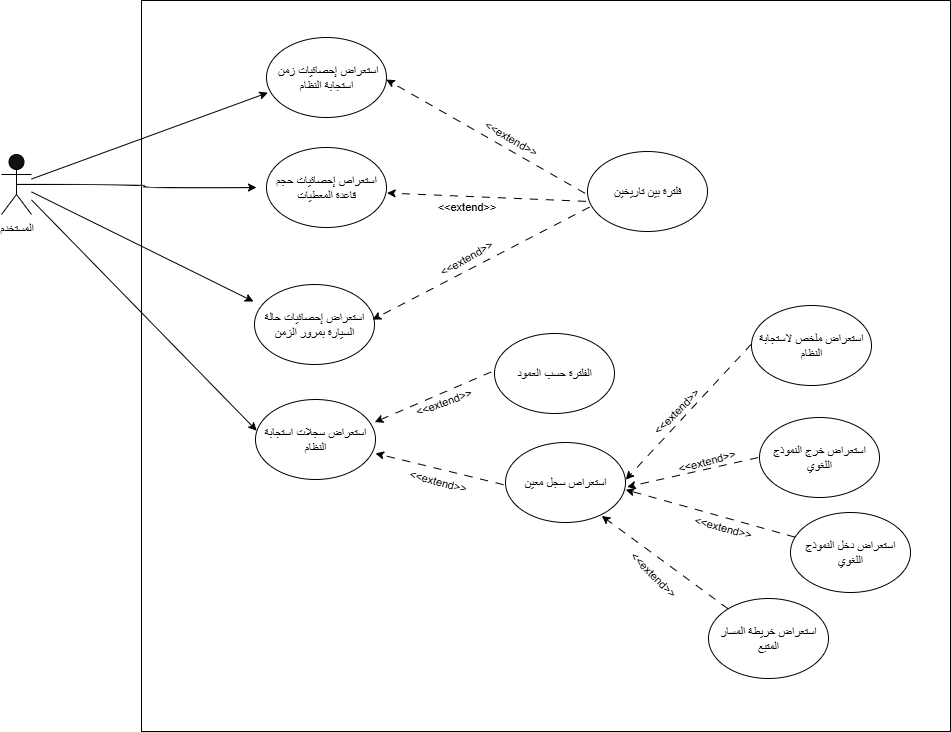 استعراض إحصائيات زمن
استجابة النظام
<<extend>>
المستخدم
استعراض إحصائيات حجم
قاعدة المعطيات
<<extend>>
فلترة بين تاريخين
<<extend>>
استعراض إحصائيات حالة
السيارة بمرور الزمن
استعراض ملخص لاستجابة
النظام
الفلترة حسب العمود
<<extend>>
<<extend>>
استعراض سجلات استجابة
النظام
استعراض خرج النموذج
اللغوي
<<extend>>
<<extend>>
استعراض سجل معين
<<extend>>
استعراض دخل النموذج
اللغوي
<<extend>>
استعراض خريطة المسار
المتبع